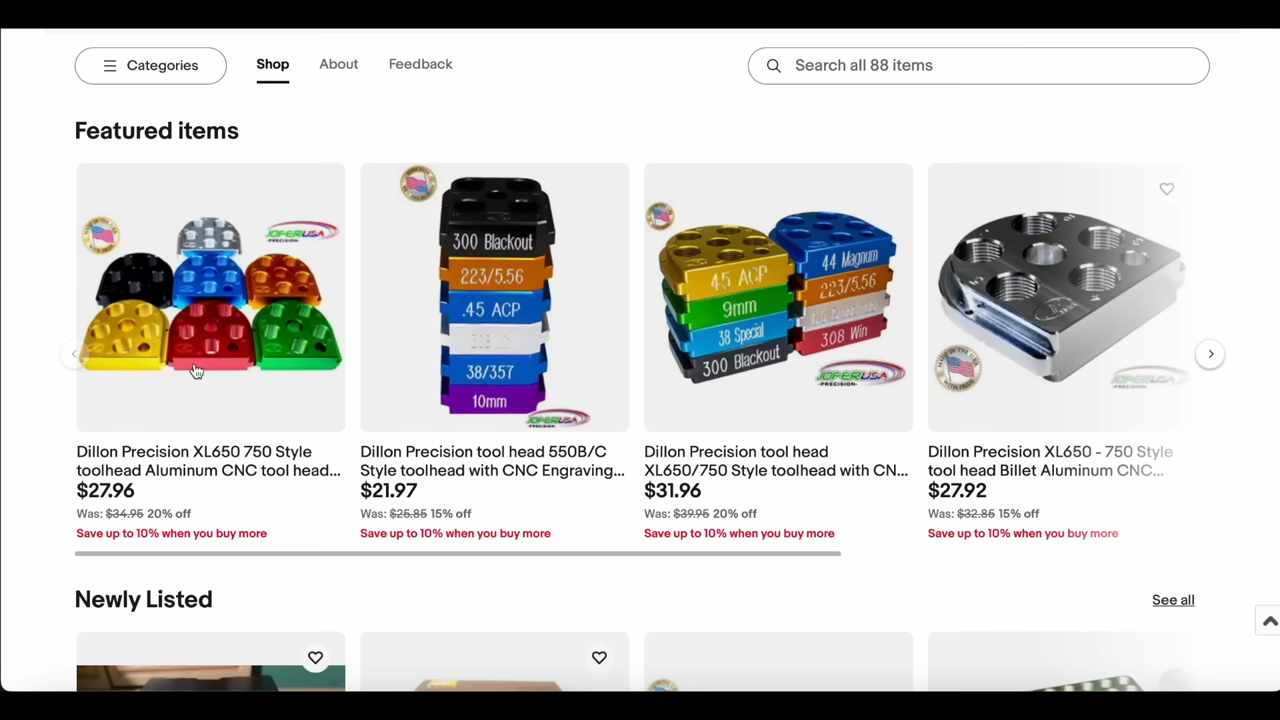 Categories
Shop
About
Feedback
Search all 88 items
Featured items
JOFERUSA
300 Blackout
223/5.56
.45 ACP
38/357
10mm
JOFERUSA
-PRECISION-
45 ACP
9mm
38 Special
300 Blackout
44 Magnum
223/5.56
308 Win
JOFERUSA
-PRECISION-
JOFERUSA
-PRECISION-
Dillon Precision XL650 750 Style
toolhead Aluminum CNC tool head...
$27.96
Was: $34.95 20% off
Save up to 10% when you buy more
Dillon Precision tool head 550B/C
Style toolhead with CNC Engraving...
$21.97
Was: $25.85 15% off
Save up to 10% when you buy more
Dillon Precision tool head
XL650/750 Style toolhead with CN...
$31.96
Was: $39.95 20% off
Save up to 10% when you buy more
Dillon Precision XL650 - 750 Style
tool head Billet Aluminum CNC...
$27.92
Was: $32.85 15% off
Save up to 10% when you buy more
Newly Listed
See all